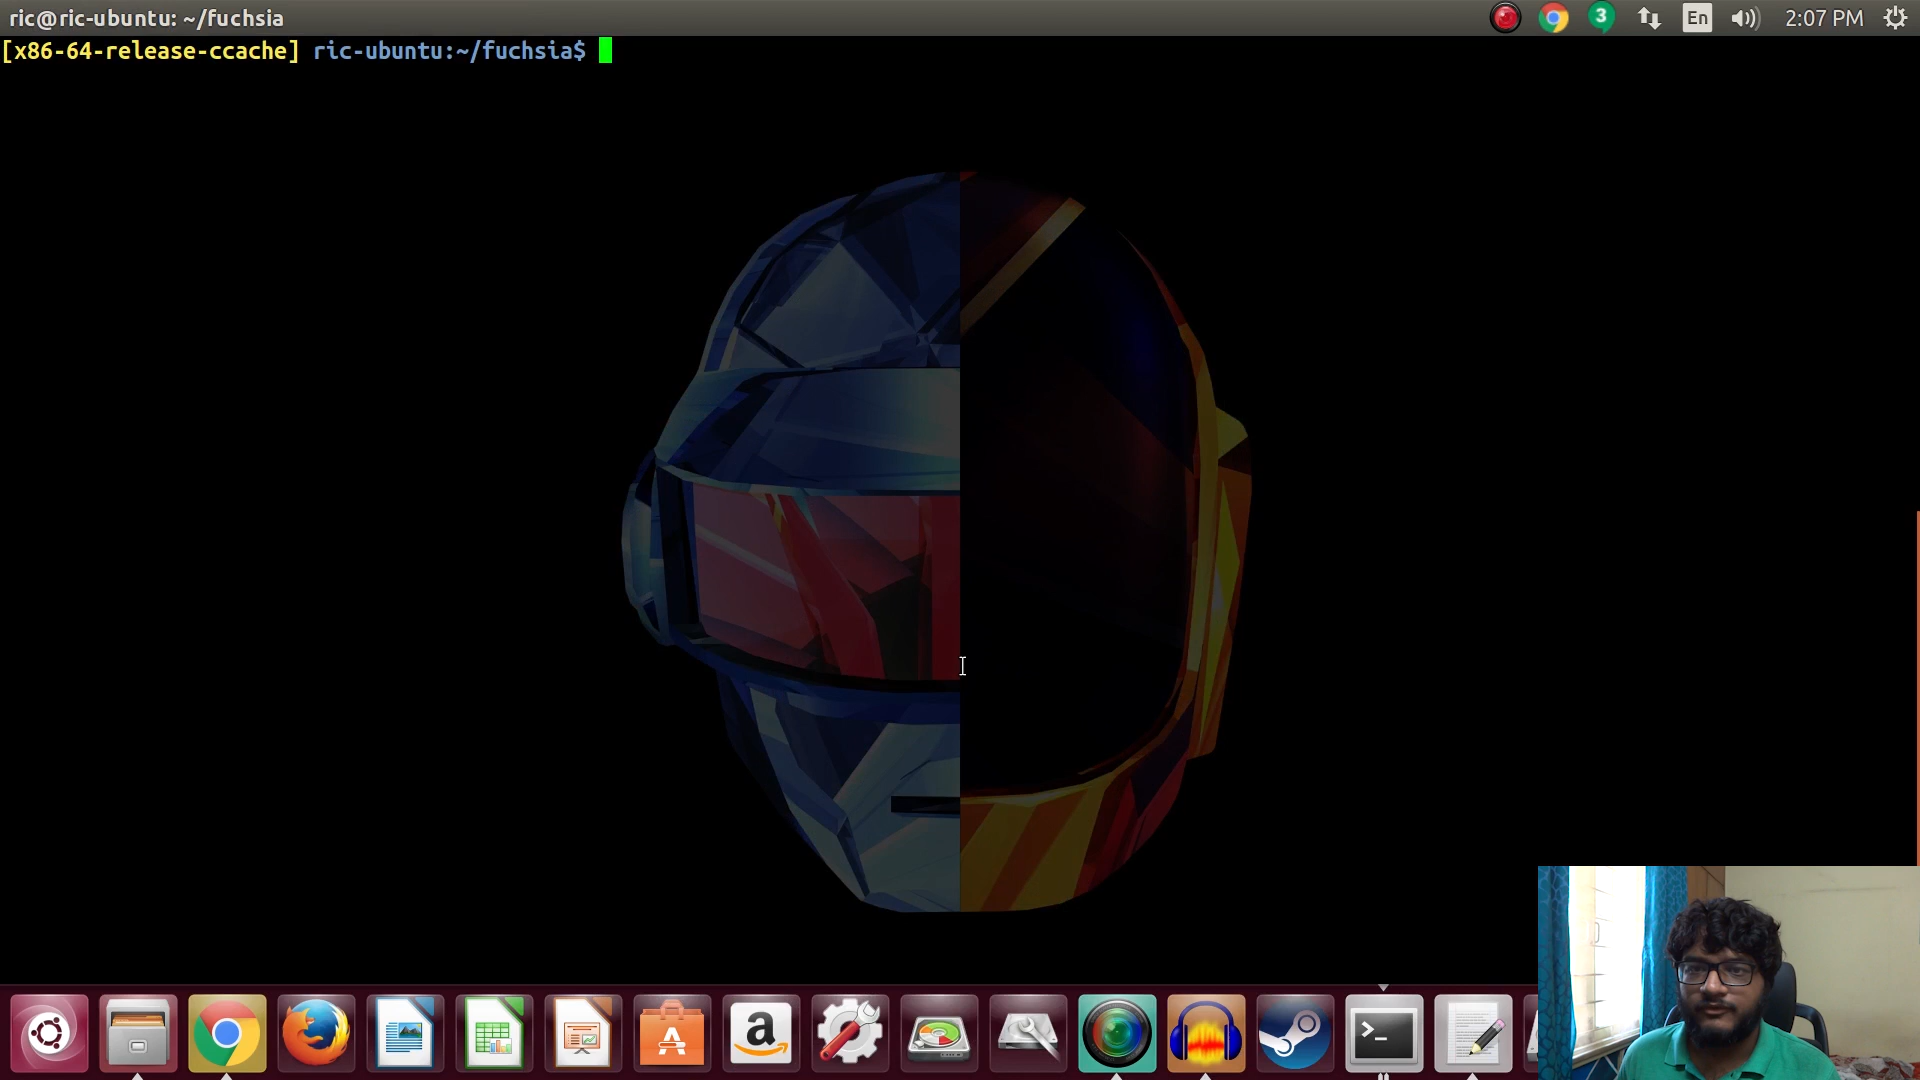 ric@ric-ubuntu: ~/fuchsia
3
En
2:07 PM
[x86-64-release-ccache] ric-ubuntu:~/fuchsia$
A
a
>_